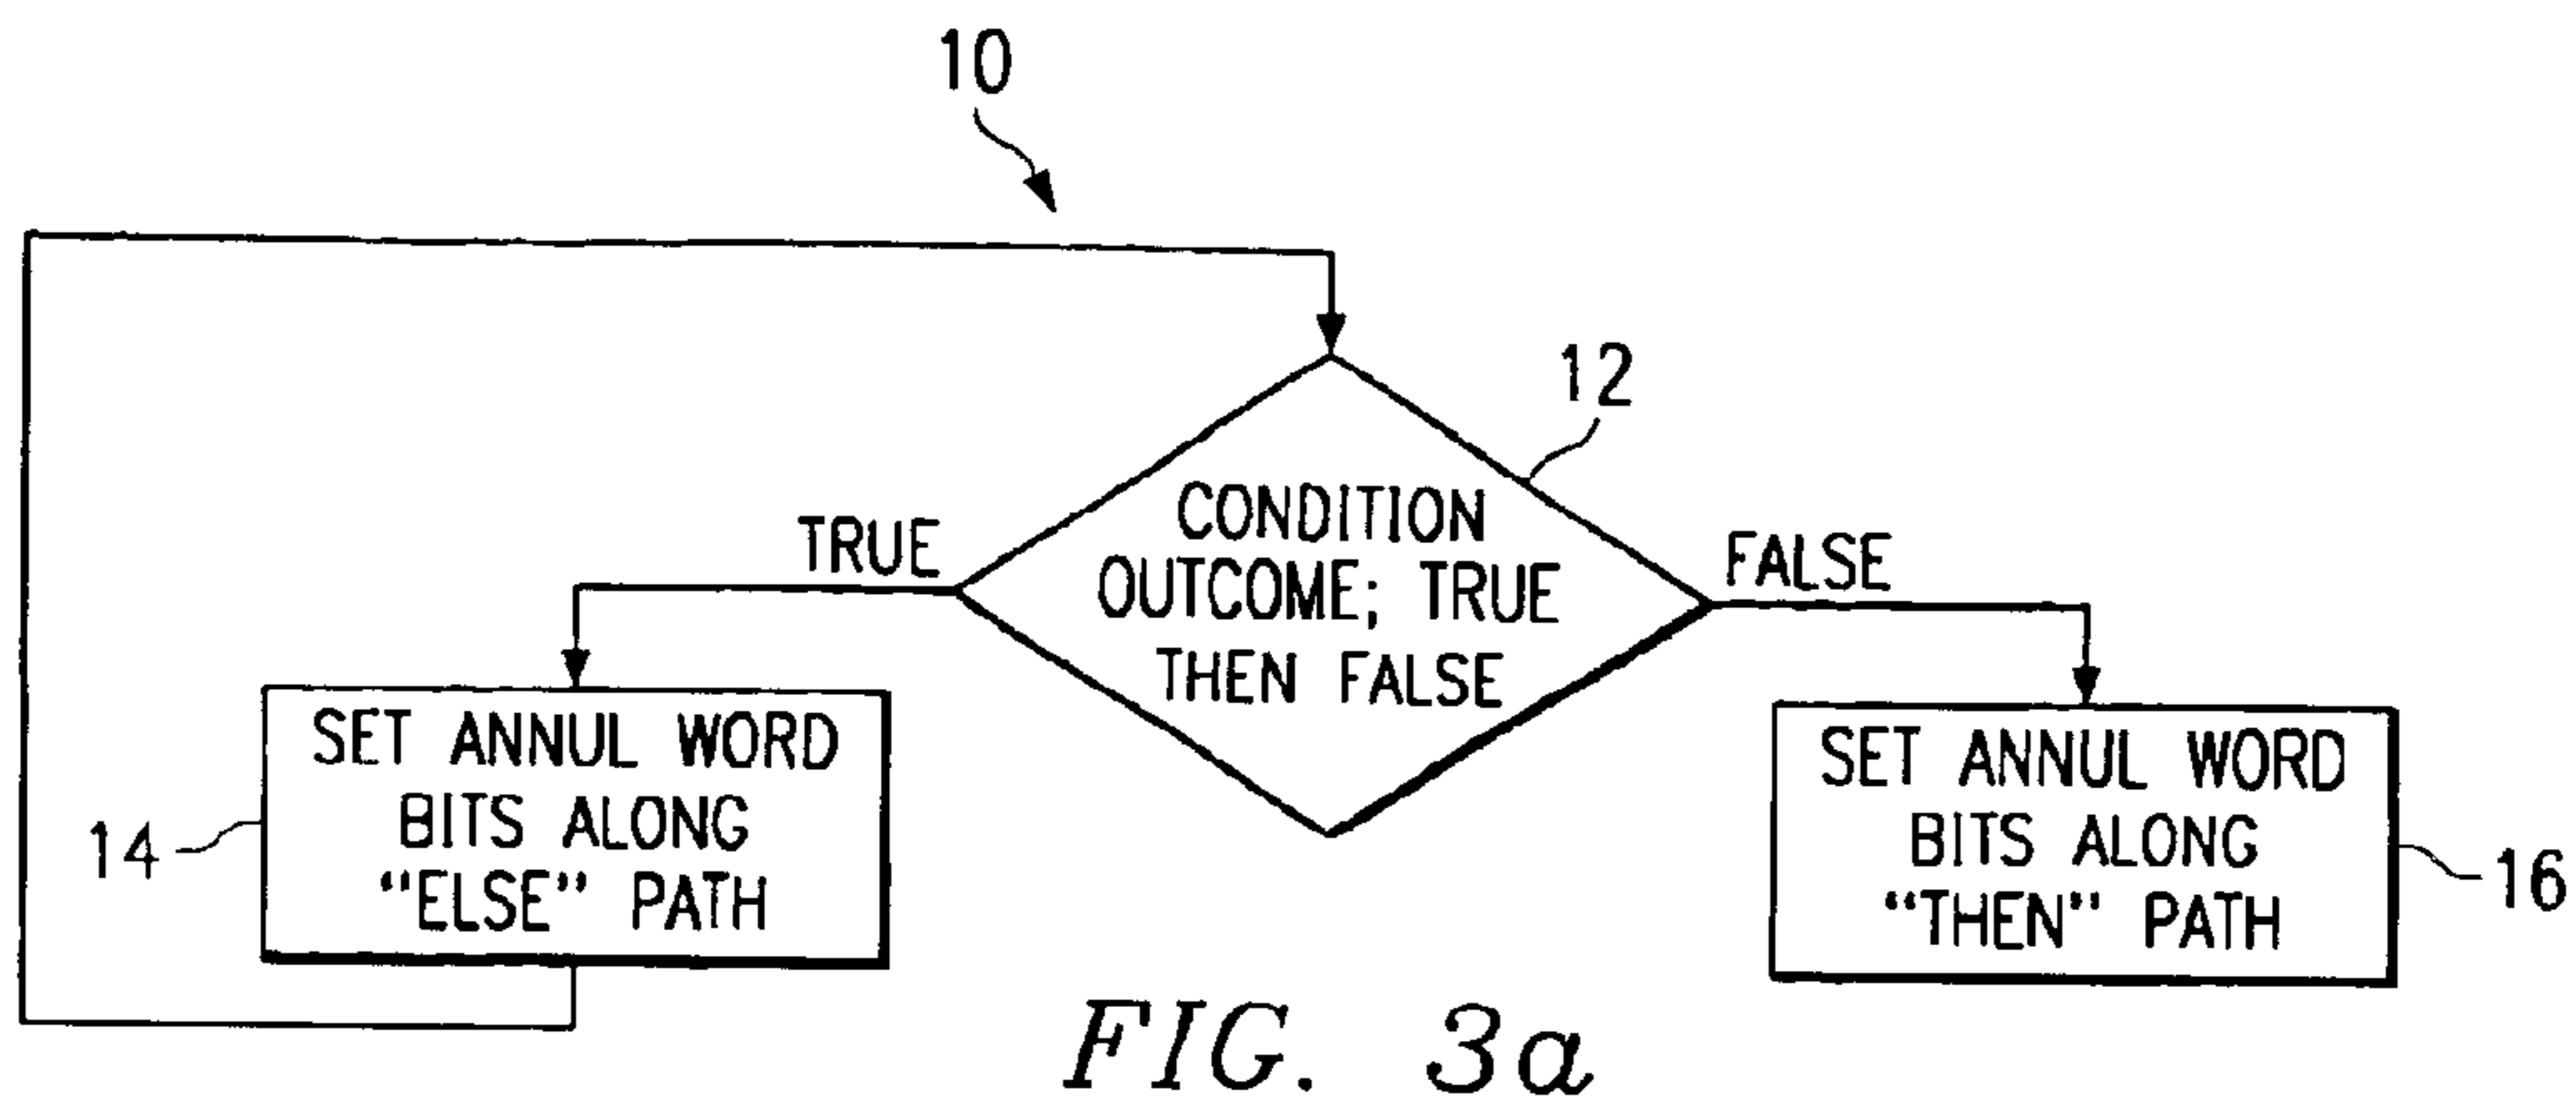 10
12
CONDITION
OUTCOME; TRUE
THEN FALSE
TRUE
FALSE
SET ANNUL WORD
BITS ALONG
"ELSE" PATH
14
SET ANNUL WORD
BITS ALONG
"THEN" PATH
16
FIG. 3a